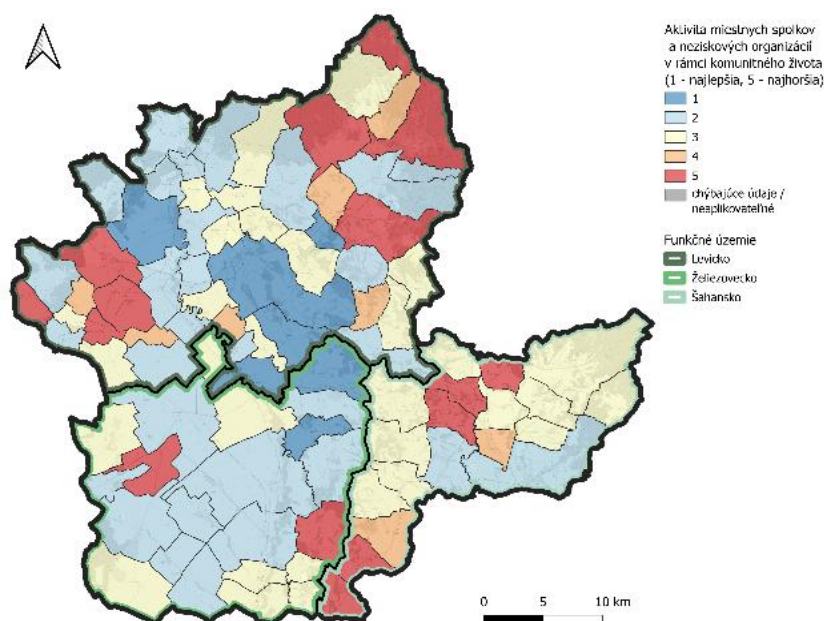 Aktivita miestnych spolkov
a neziskových organizácií
v rámci komunitného života
(1 - najlepšia, 5 - najhoršia)
1
2
3
4
5
chýbajúce údaje /
neaplikovateľné
Funkčné územie
Levicko
Želiezovecko
Šahansko
0 5 10 km